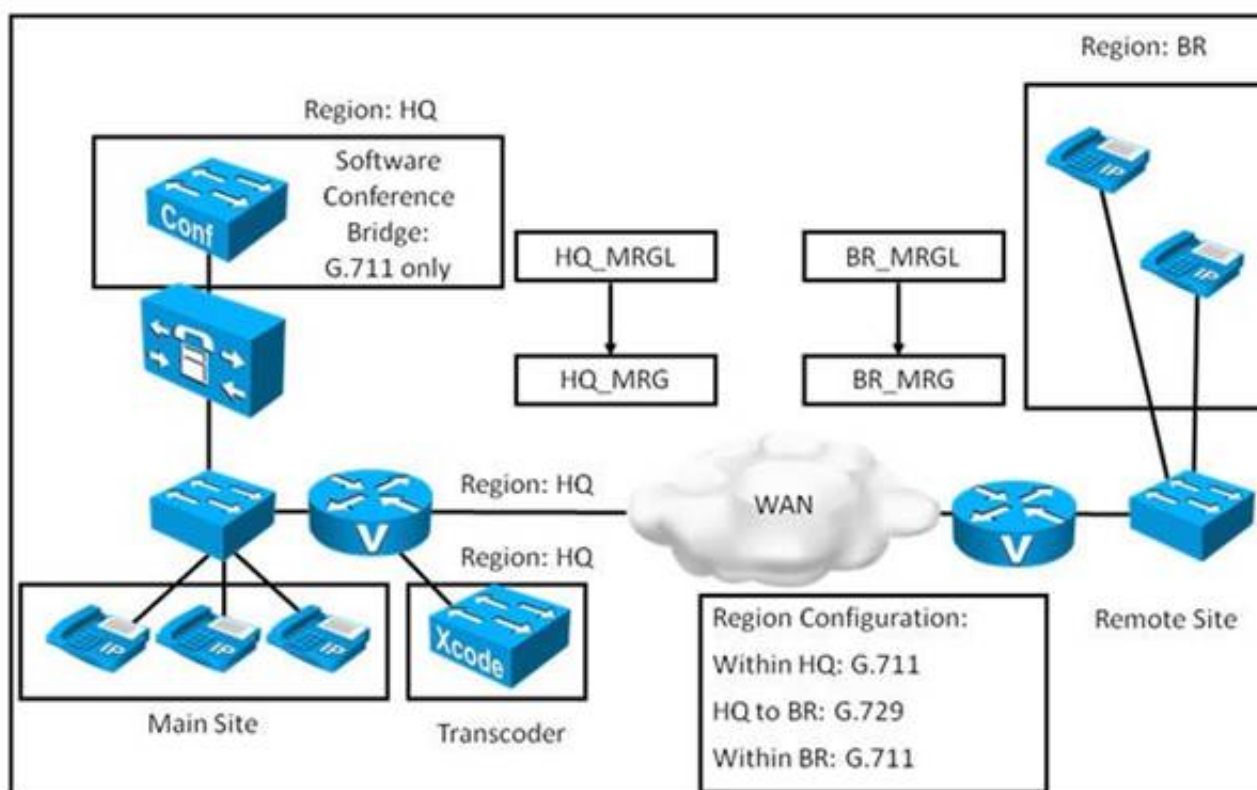 Region: BR
Region: HQ
Software
Conference
Bridge:
G.711 only
Conf
HQ_MRGL
BR_MRGL
HQ_MRG
BR_MRG
IP
IP
Region: HQ
WAN
V
V
Region: HQ
IP
IP
IP
Xcode
Main Site
Transcoder
Region Configuration:
Within HQ: G.711
HQ to BR: G.729
Within BR: G.711
Remote Site